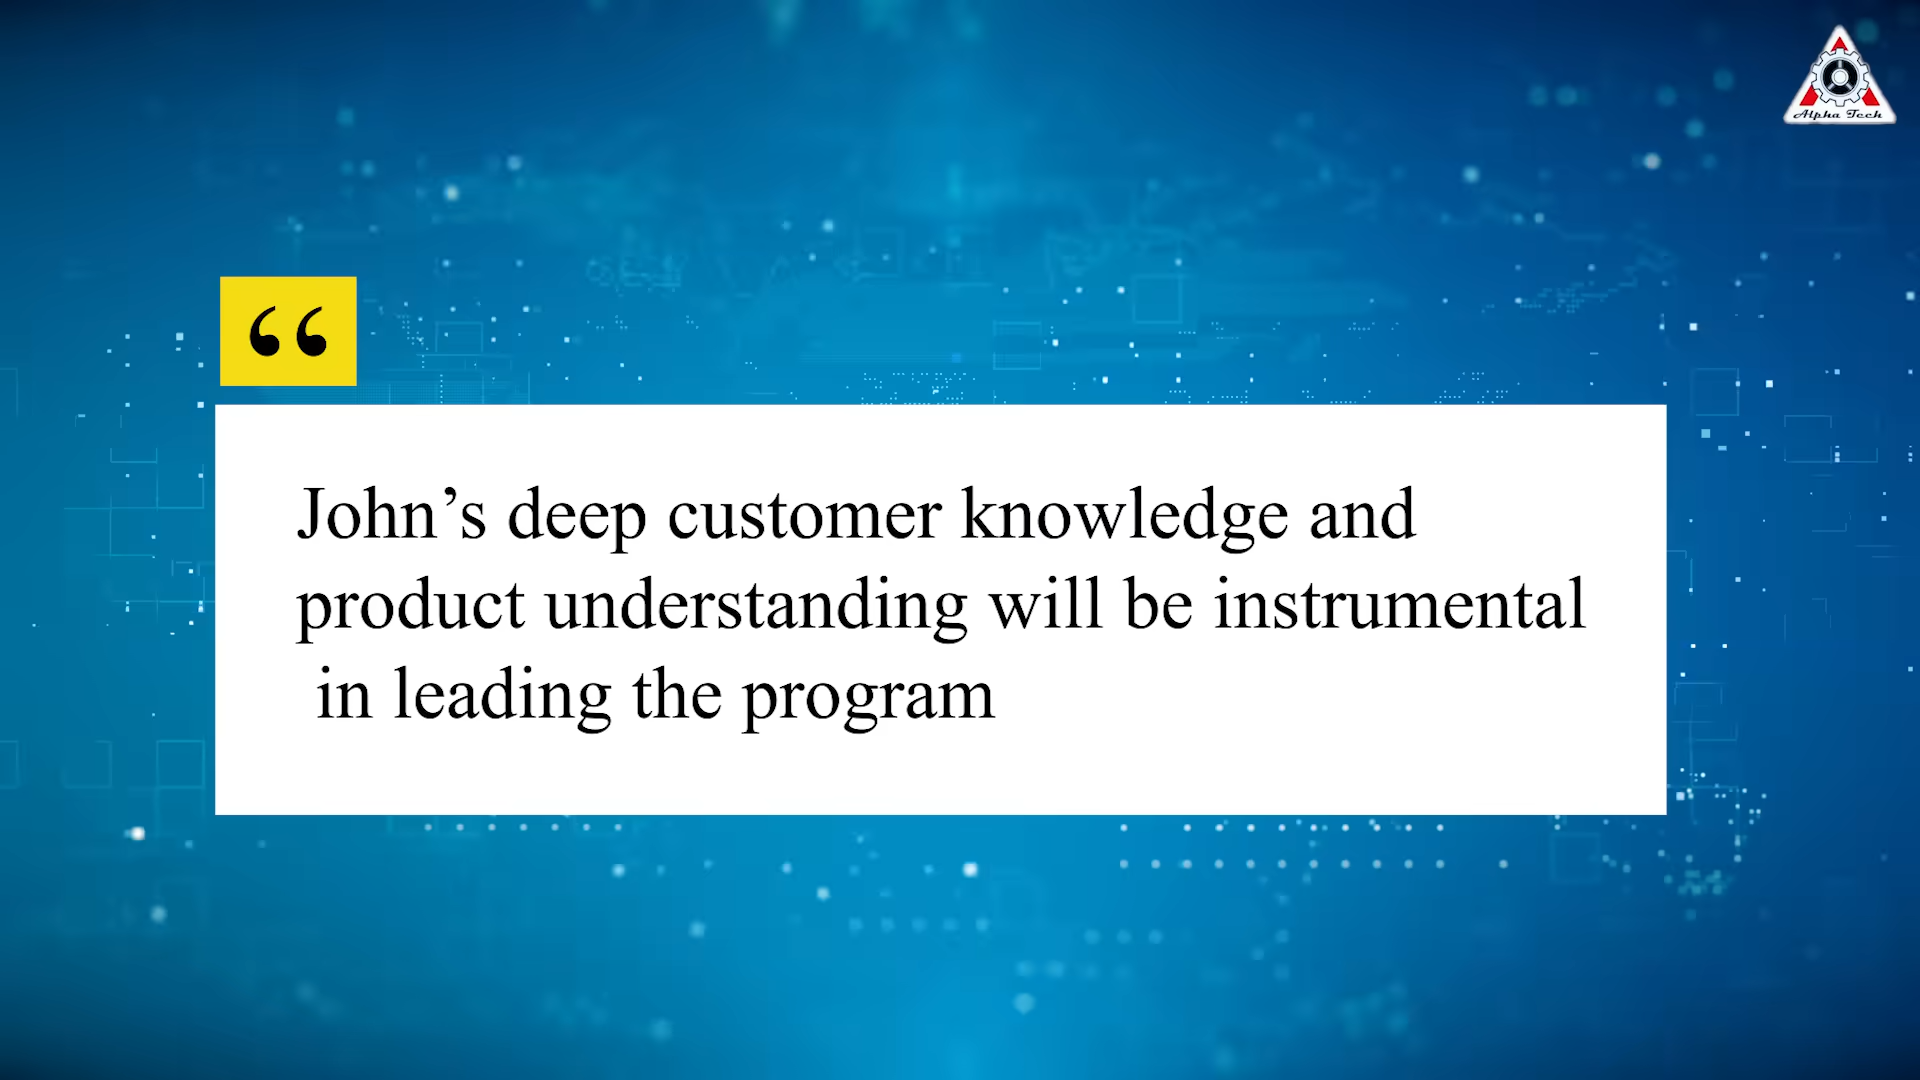 Alpha Tech
“
John’s deep customer knowledge and
product understanding will be instrumental
in leading the program